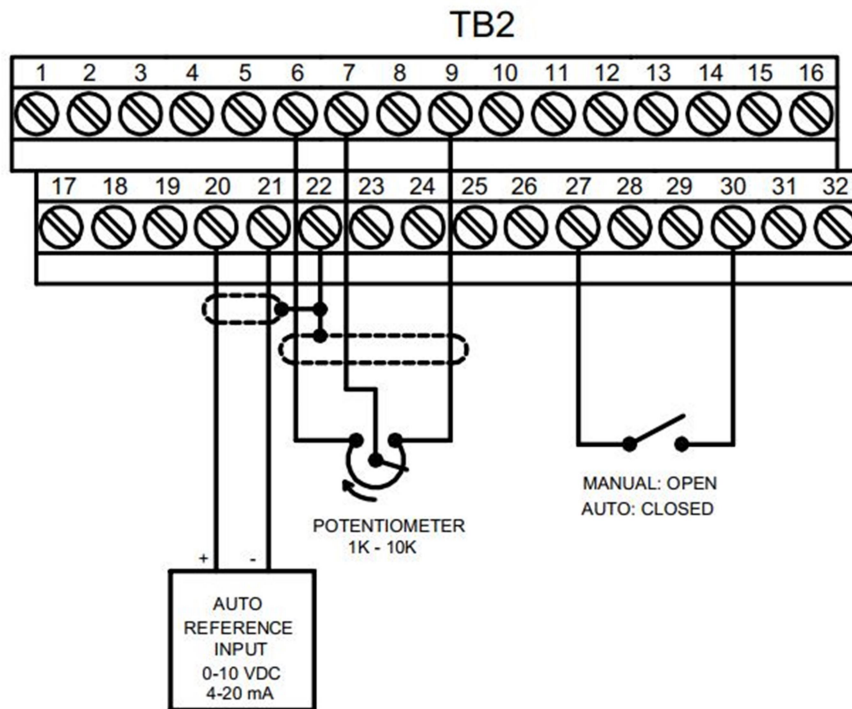 TB2
1 2 3 4 5 6 7 8 9 10 11 12 13 14 15 16
17 18 19 20 21 22 23 24 25 26 27 28 29 30 31 32
MANUAL: OPEN
AUTO: CLOSED
POTENTIOMETER
1K - 10K
+ -
AUTO
REFERENCE
INPUT
0-10 VDC
4-20 mA